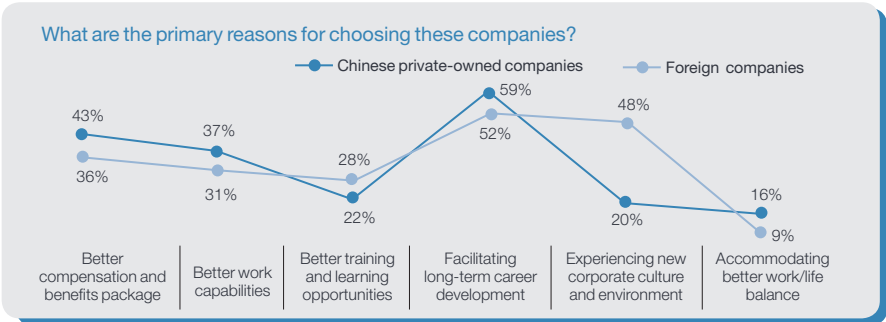 What are the primary reasons for choosing these companies?
Chinese private-owned companies
Foreign companies
43%
37%
22%
59%
20%
16%
36%
31%
28%
52%
48%
9%
Better
compensation and
benefits package
Better work
capabilities
Better training
and learning
opportunities
Facilitating
long-term career
development
Experiencing new
corporate culture
and environment
Accommodating
better work/life
balance